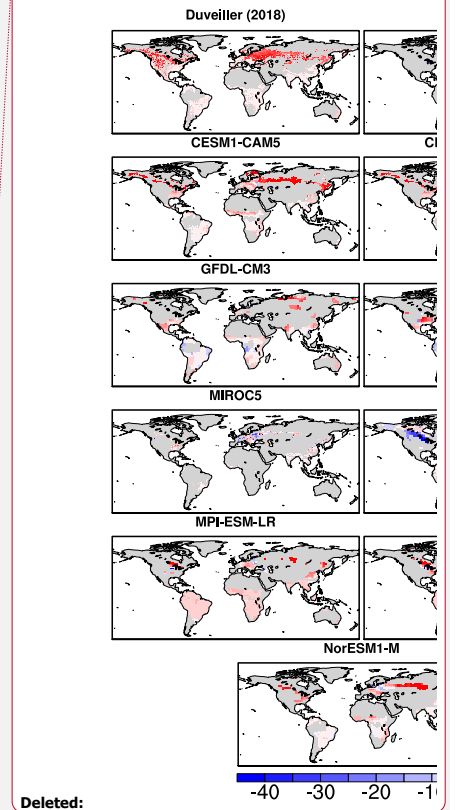 Duveiller (2018)
CESM1-CAM5
GFDL-CM3
MIROC5
MPI-ESM-LR
NorESM1-M
-40 -30 -20
Deleted: